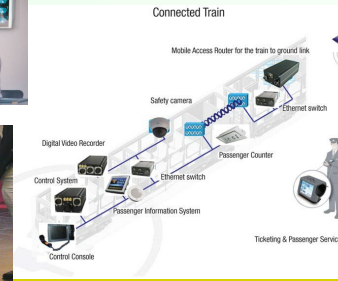 Connected Train
Mobile Access Router for the train to ground link
Safety camera
Ethernet switch
Digital Video Recorder
Passenger Counter
Control System
Ethernet switch
Passenger Information System
Ticketing & Passenger
Control Console